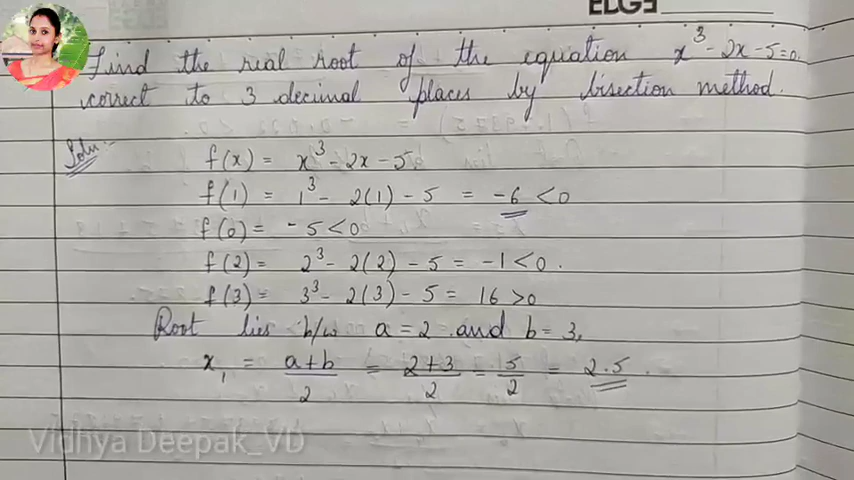 ELGE
Find the real root of the equation x³ - 2x - 5 = 0.
correct to 3 decimal places by bisection method.
Soln:-
f(x) = x³ - 2x - 5.
f(1) = 1³ - 2(1) - 5 = -6 < 0
f(0) = -5 < 0
f(2) = 2³ - 2(2) - 5 = -1 < 0.
f(3) = 3³ - 2(3) - 5 = 16 > 0
Root lies b/w a = 2 and b = 3,
x₁ = a+b/2 = 2+3/2 = 5/2 = 2.5.
Vidhya Deepak_VD